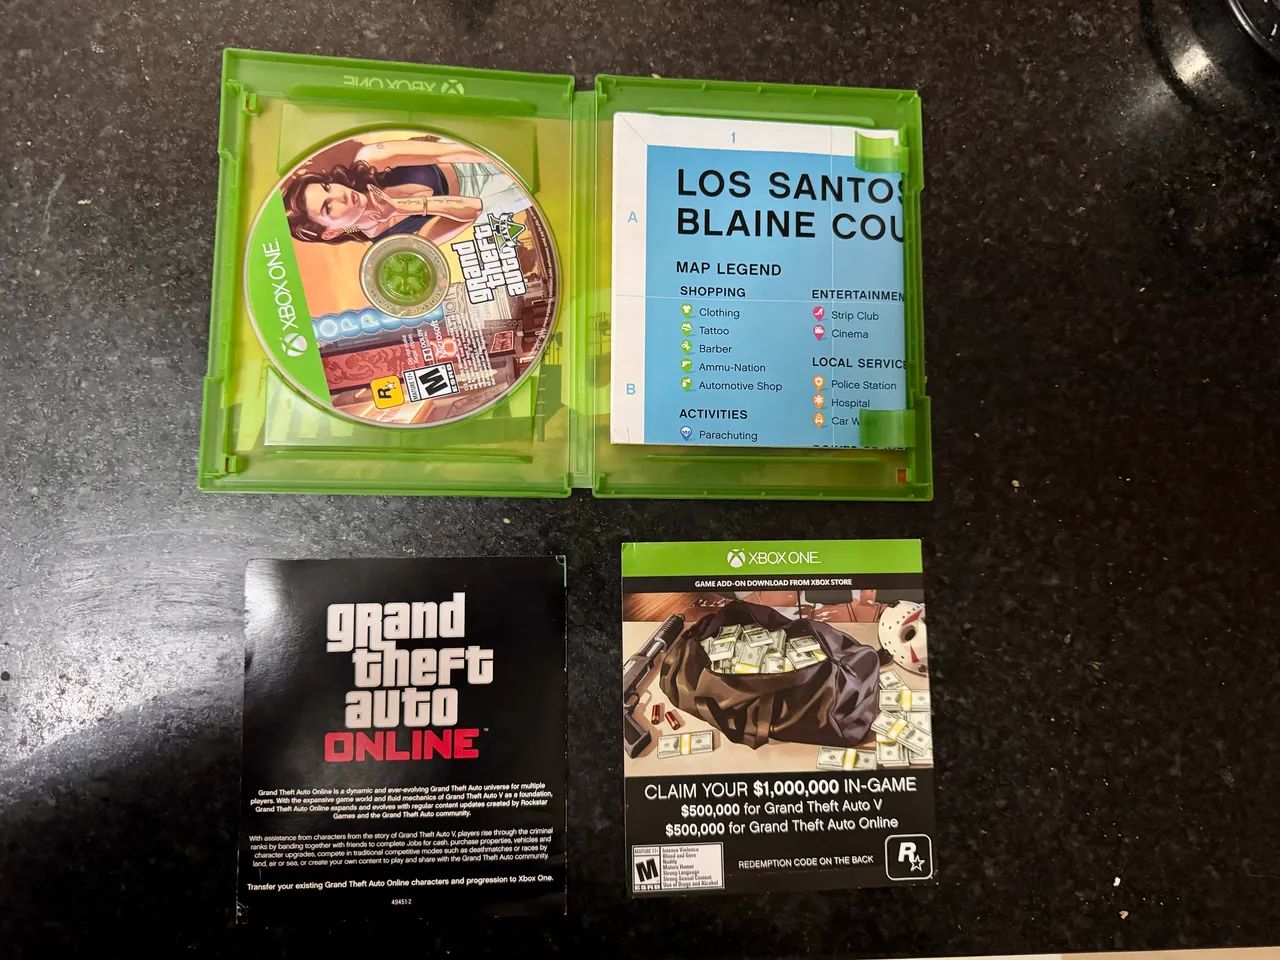 XBOX ONE
XBOX ONE
grand
theft
auto
V
FIVE
Microsoft
MATURE 17+
M
ESRB
R
1
A
B
LOS SANTOS
BLAINE COU
MAP LEGEND
SHOPPING
Clothing
Tattoo
Barber
Ammu-Nation
Automotive Shop
ACTIVITIES
Parachuting
ENTERTAINMEN
Strip Club
Cinema
LOCAL SERVICE
Police Station
Hospital
Car W
grand
theft
auto
ONLINE™
Grand Theft Auto Online is a dynamic and ever-evolving Grand Theft Auto universe for multiple
players. With the expansive game world and fluid mechanics of Grand Theft Auto V as a foundation,
Grand Theft Auto Online expands and evolves with regular content updates created by Rockstar
Games and the Grand Theft Auto community.
With assistance from characters from the story of Grand Theft Auto V, players rise through the criminal
ranks by banding together with friends to complete Jobs for cash, purchase properties, vehicles and
character upgrades, compete in traditional competitive modes such as deathmatches or races by
land, air or sea, or create your own content to play and share with the Grand Theft Auto community.
Transfer your existing Grand Theft Auto Online characters and progression to Xbox One.
49451-2
XBOX ONE
GAME ADD-ON DOWNLOAD FROM XBOX STORE
CLAIM YOUR $1,000,000 IN-GAME
$500,000 for Grand Theft Auto V
$500,000 for Grand Theft Auto Online
MATURE 17+
M
ESRB
Intense Violence
Blood and Gore
Nudity
Mature Humor
Strong Language
Strong Sexual Content
Use of Drugs and Alcohol
REDEMPTION CODE ON THE BACK
R